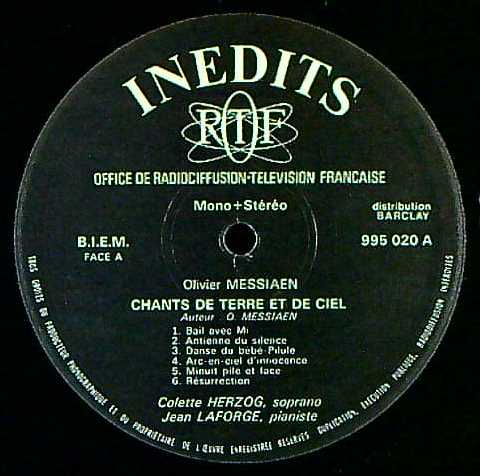 INEDITS
RTF
OFFICE DE RADIODIFFUSION-TELEVISION FRANCAISE
Mono+Stéréo
distribution
BARCLAY
B.I.E.M.
FACE A
995 020 A
Olivier MESSIAEN
CHANTS DE TERRE ET DE CIEL
Auteur : O. MESSIAEN
1. Bail avec Mi
2. Antienne du silence
3. Danse du bébé-Pilule
4. Arc-en-ciel d'innocence
5. Minuit pile et face
6. Résurrection
Colette HERZOG, soprano
Jean LAFORGE, pianiste
TOUS DROITS DU PRODUCTEUR PHONOGRAPHIQUE ET DU PROPRIETAIRE DE L'ŒUVRE ENREGISTREE RESERVES DUPLICATION, EXECUTION PUBLIQUE, RADIODIFFUSION INTERDITES